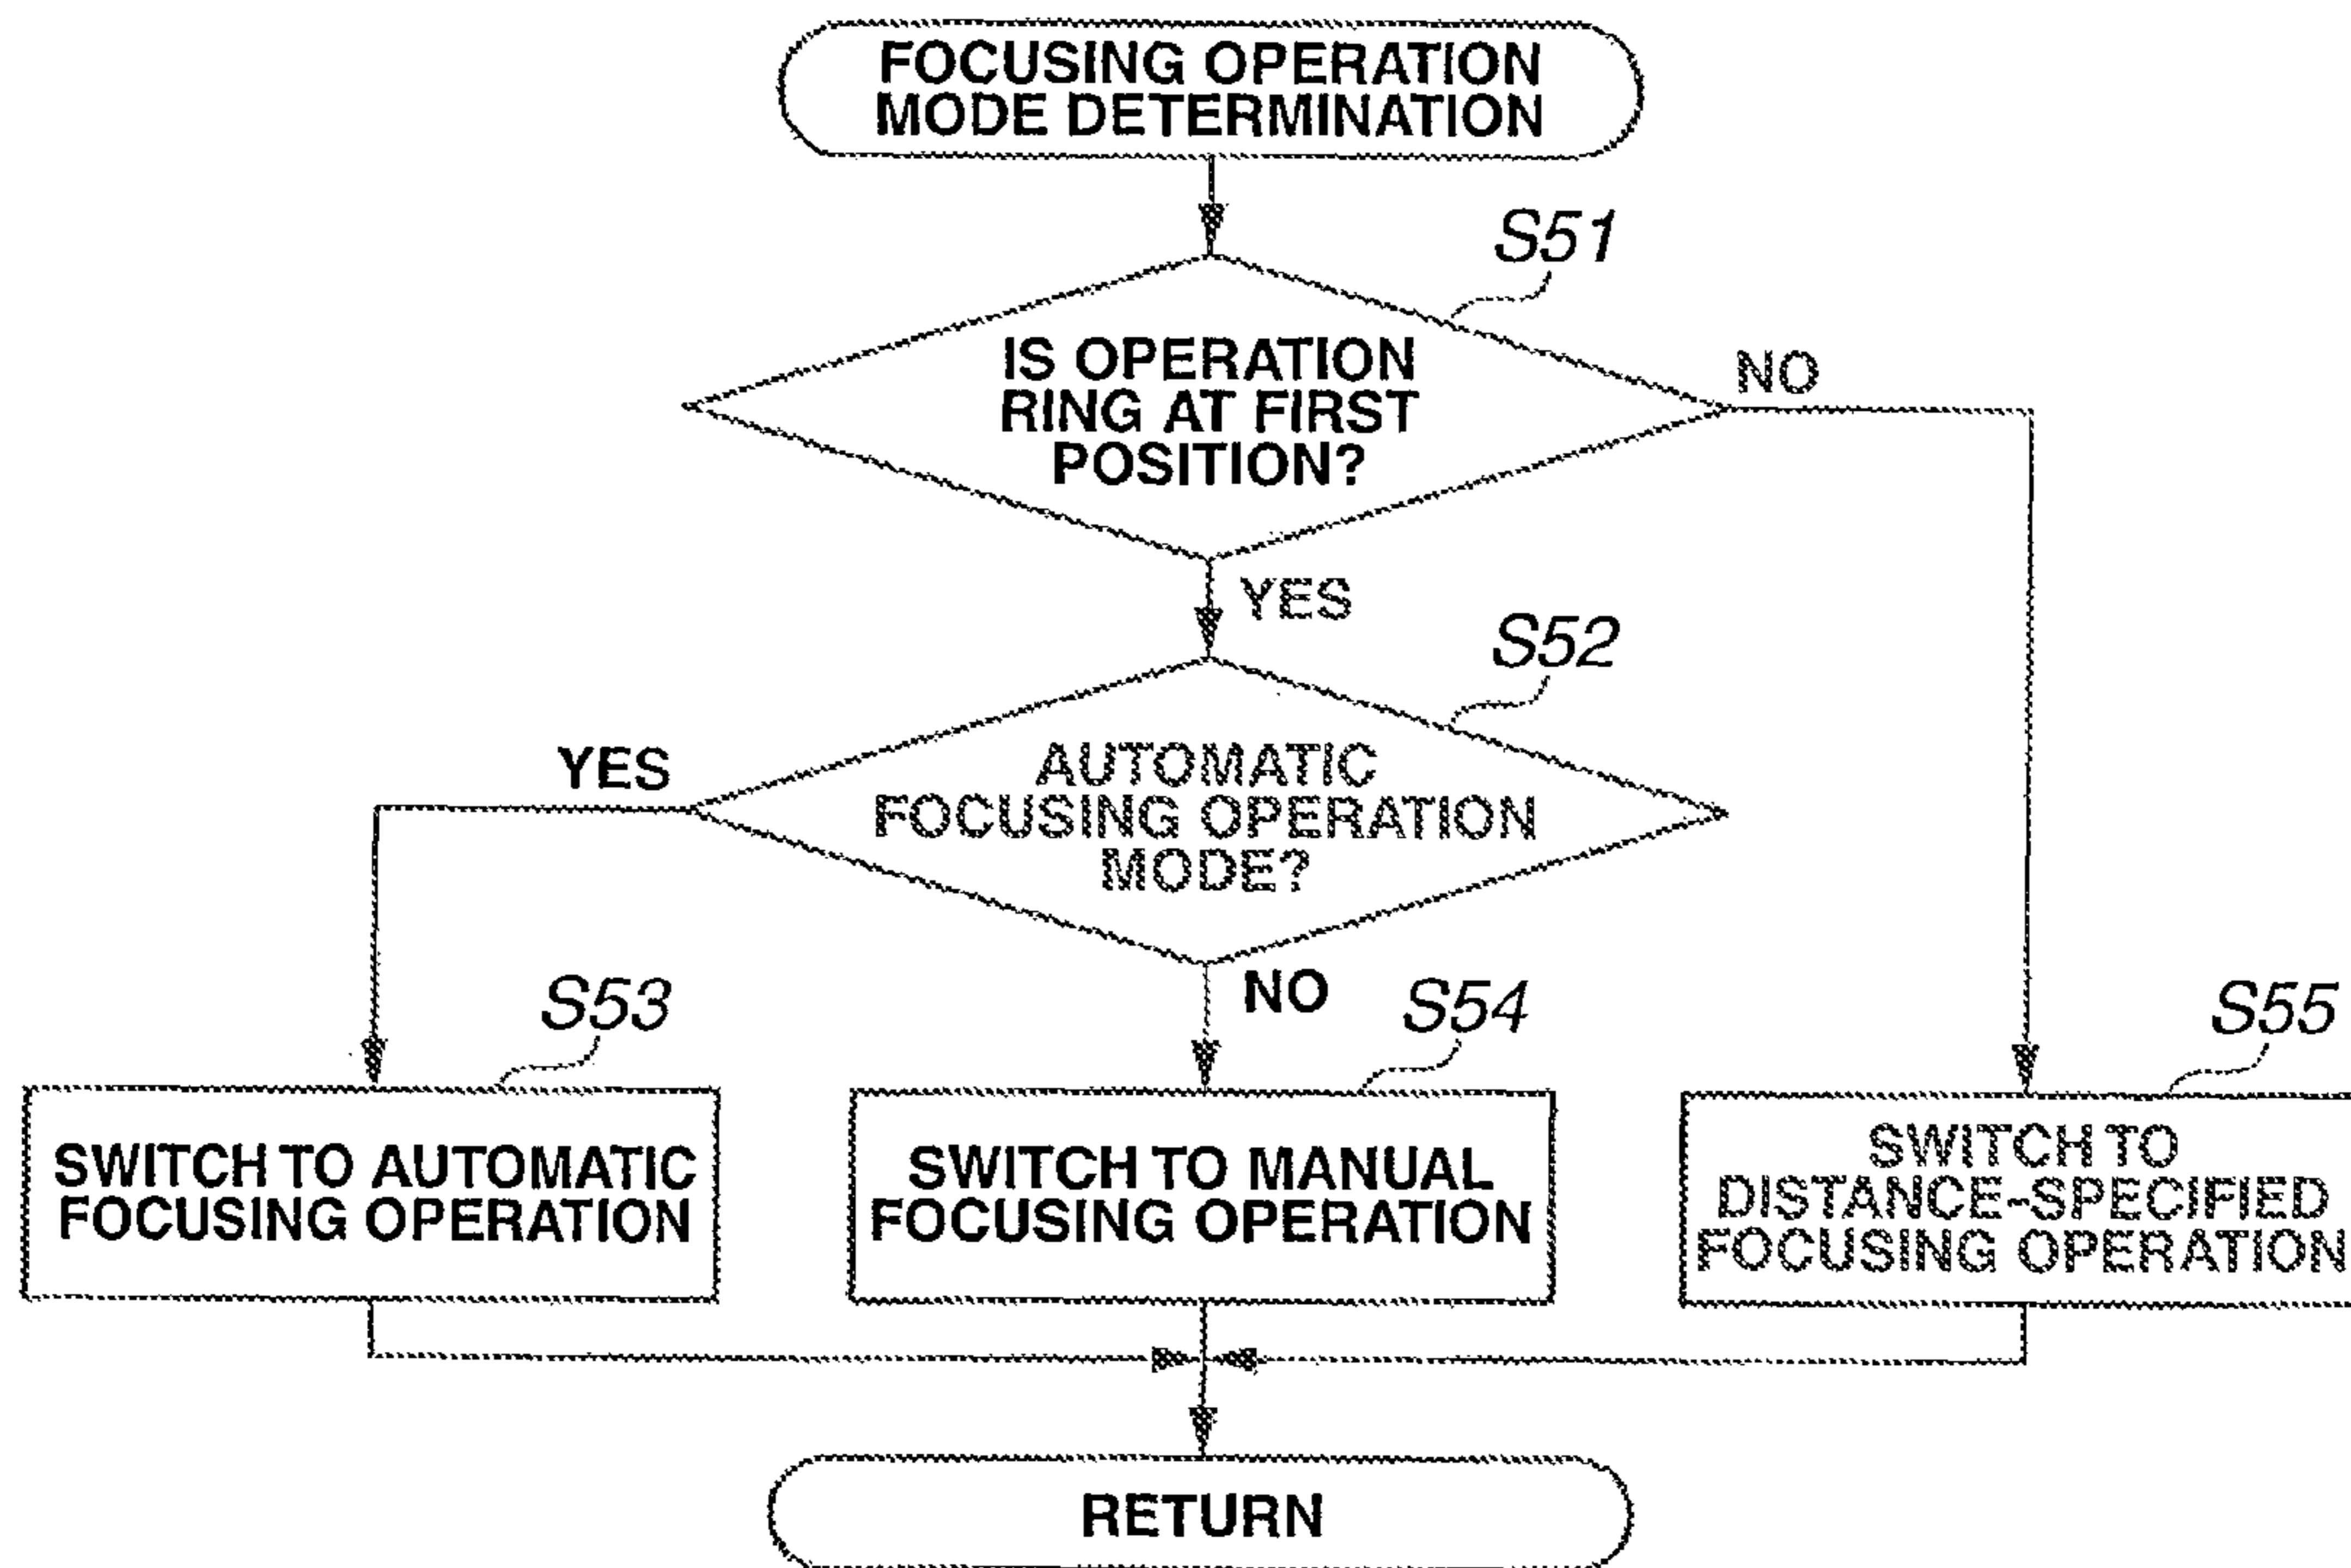 FOCUSING OPERATION
MODE DETERMINATION
S51
IS OPERATION
RING AT FIRST
POSITION?
NO
YES
S52
AUTOMATIC
FOCUSING OPERATION
MODE?
YES
NO
S53
SWITCH TO AUTOMATIC
FOCUSING OPERATION
S54
SWITCH TO MANUAL
FOCUSING OPERATION
S55
SWITCH TO
DISTANCE-SPECIFIED
FOCUSING OPERATION
RETURN